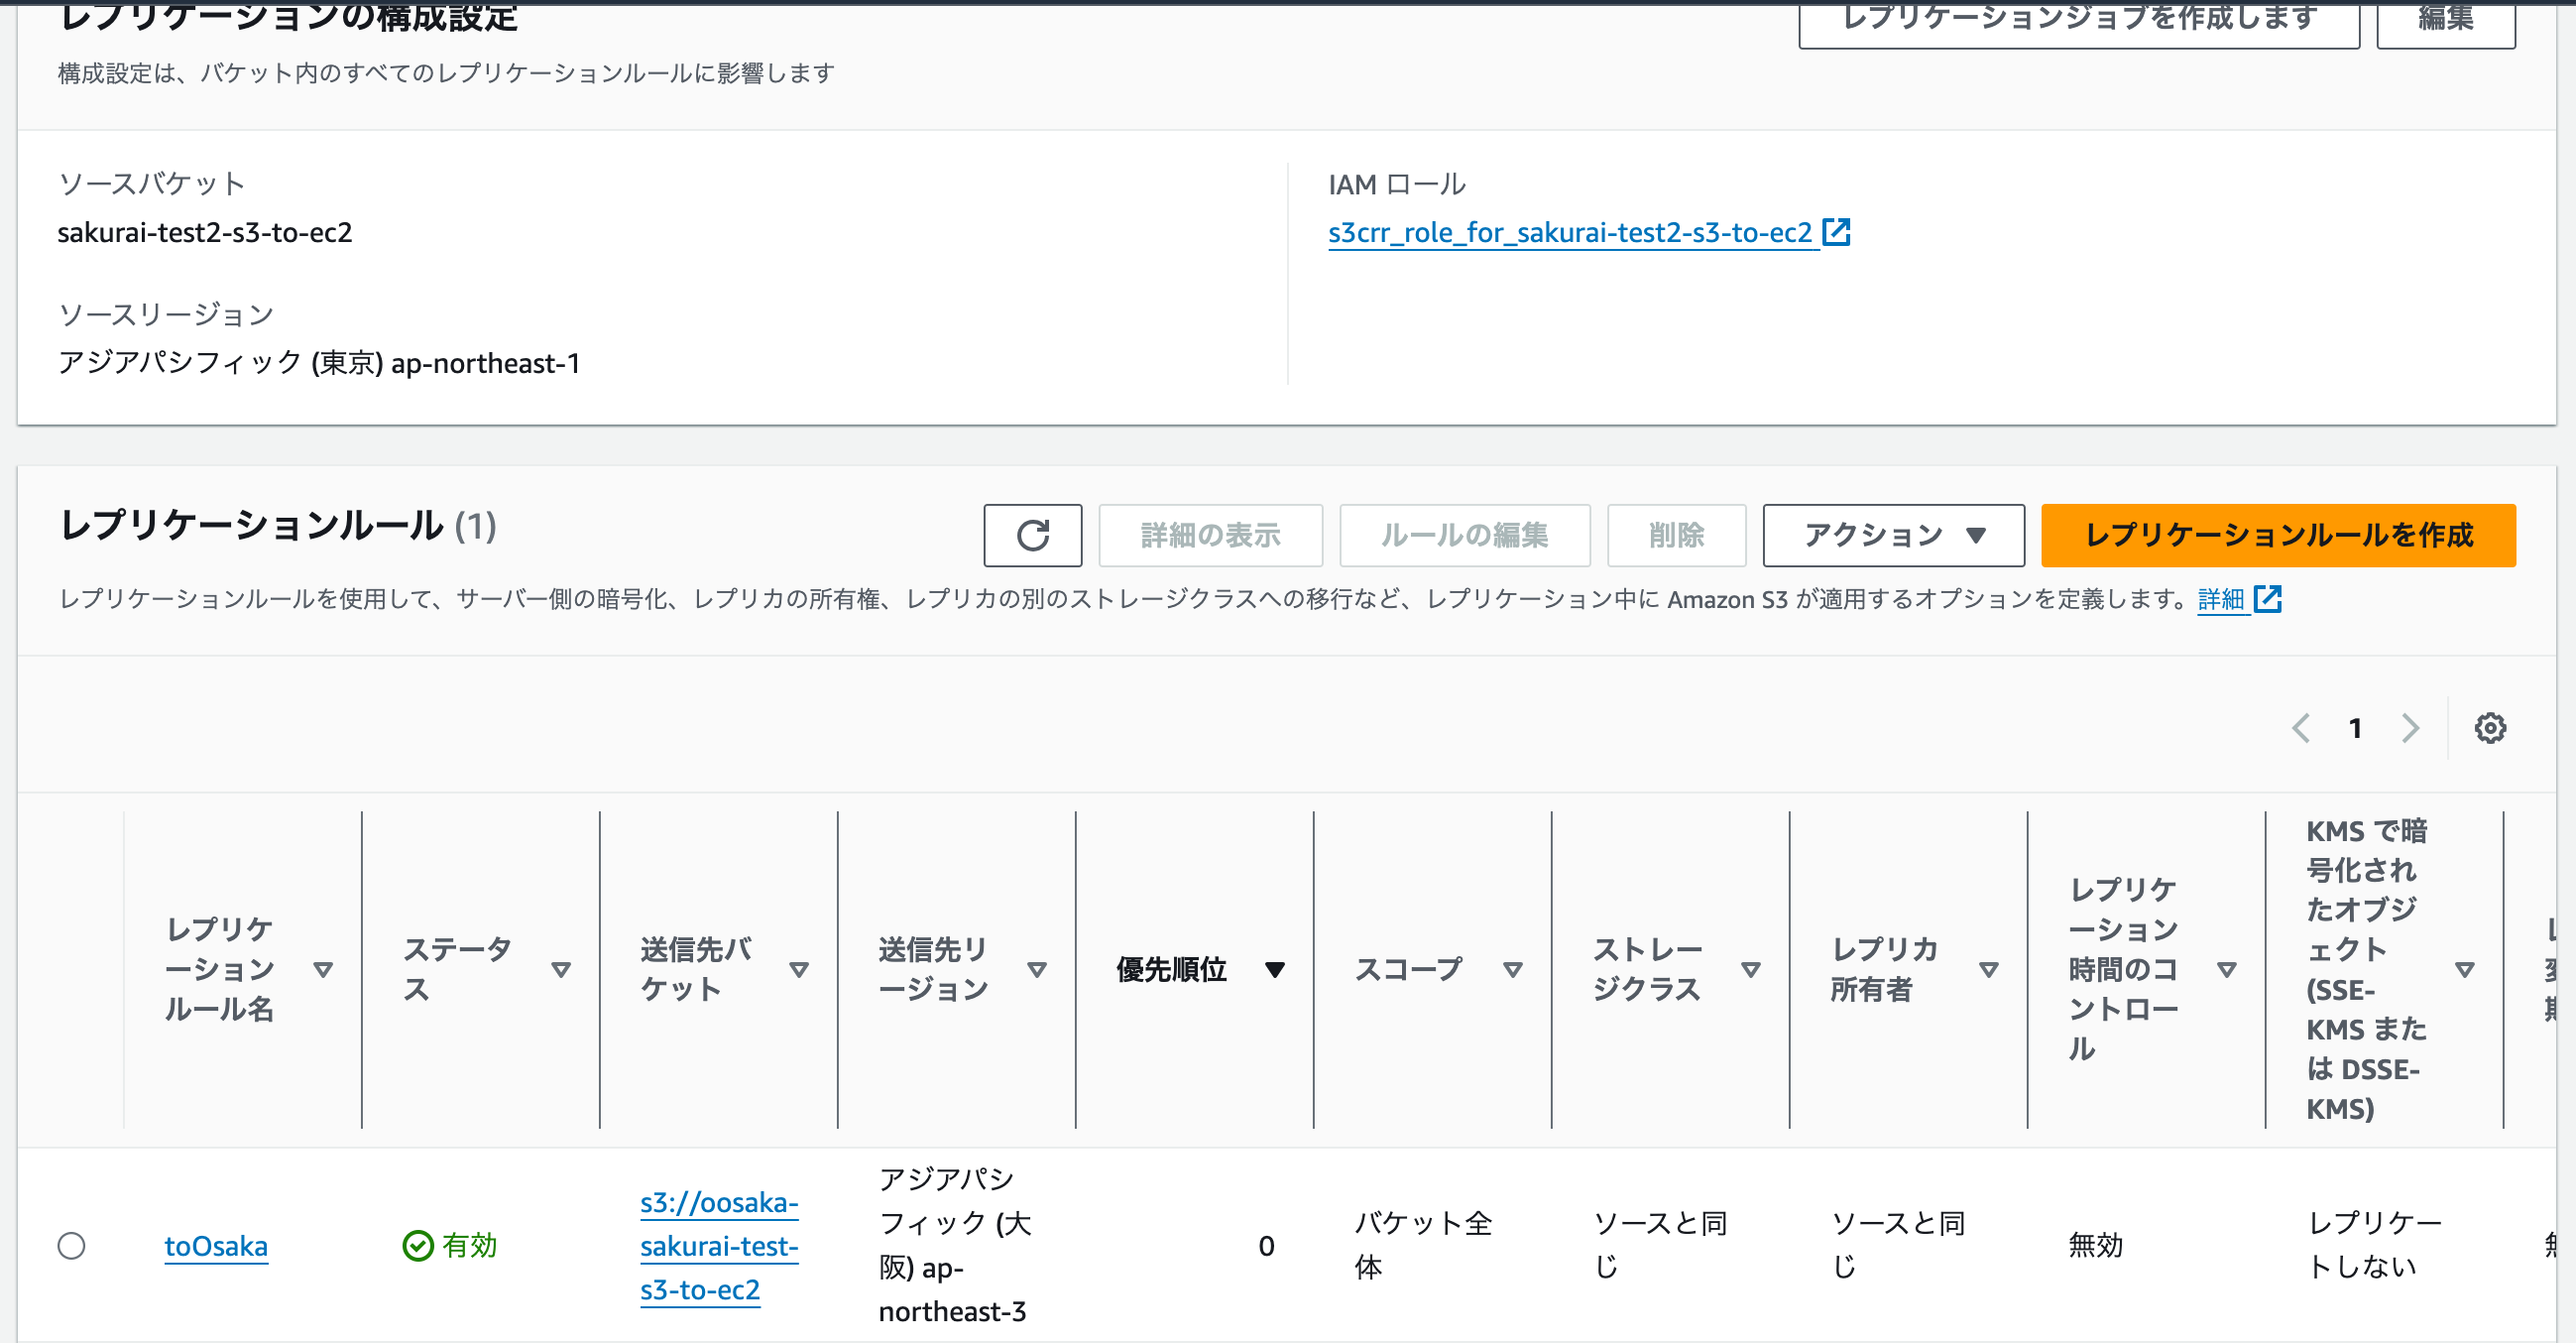 レプリケーションの構成設定
レプリケーションジョブを作成します
編集
構成設定は、バケット内のすべてのレプリケーションルールに影響します
ソースバケット
sakurai-test2-s3-to-ec2
ソースリージョン
アジアパシフィック (東京) ap-northeast-1
IAM ロール
s3crr_role_for_sakurai-test2-s3-to-ec2
レプリケーションルール (1)
詳細の表示
ルールの編集
削除
アクション
レプリケーションルールを作成
レプリケーションルールを使用して、サーバー側の暗号化、レプリカの所有権、レプリカの別のストレージクラスへの移行など、レプリケーション中に Amazon S3 が適用するオプションを定義します。詳細
1
レプリケ
ーション
ルール名
ステータ
ス
送信先バ
ケット
送信先リ
ージョン
優先順位
スコープ
ストレー
ジクラス
レプリカ
所有者
レプリケ
ーション
時間のコ
ントロー
ル
KMS で暗
号化され
たオブジ
ェクト
(SSE-
KMS また
は DSSE-
KMS)
toOsaka
有効
s3://oosaka-
sakurai-test-
s3-to-ec2
アジアパシ
フィック (大
阪) ap-
northeast-3
0
バケット全
体
ソースと同
じ
ソースと同
じ
無効
レプリケー
トしない